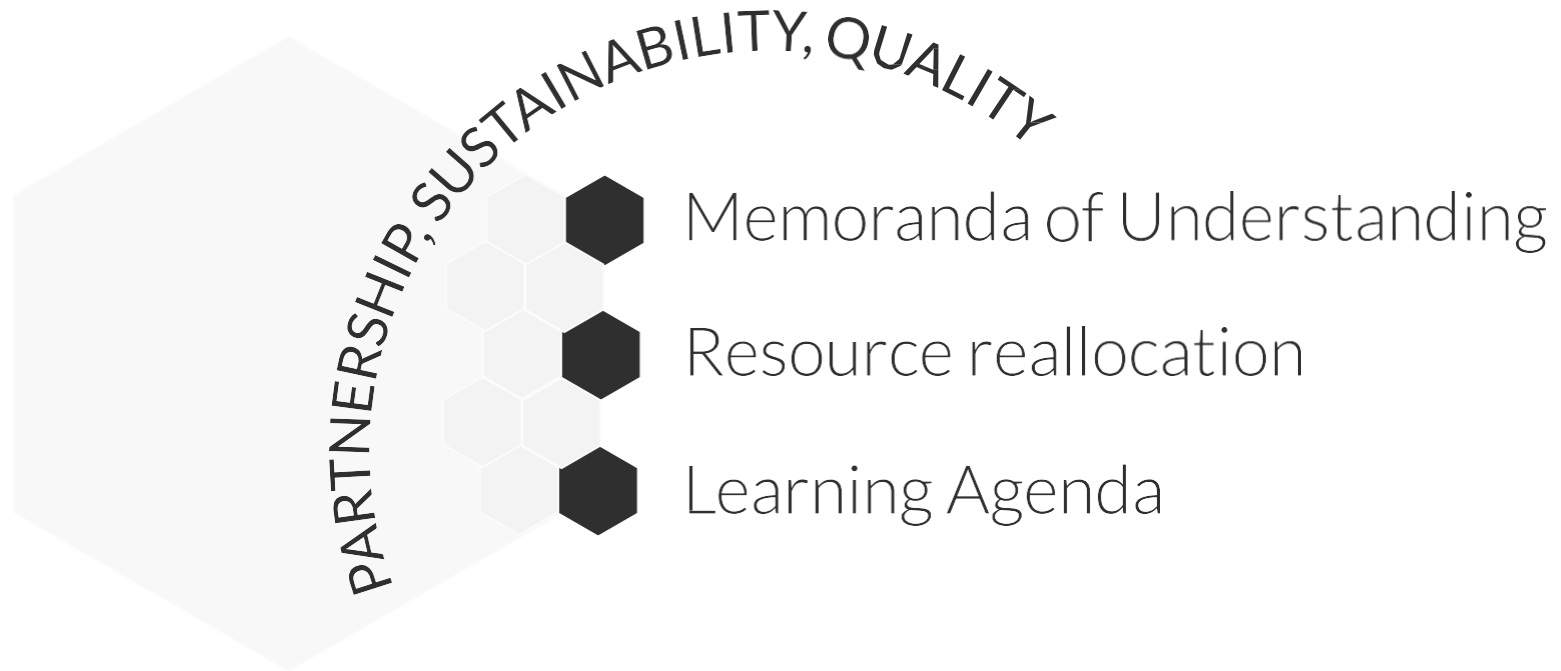 PARTNERSHIP, SUSTAINABILITY, QUALITY
Memoranda of Understanding
Resource reallocation
Learning Agenda